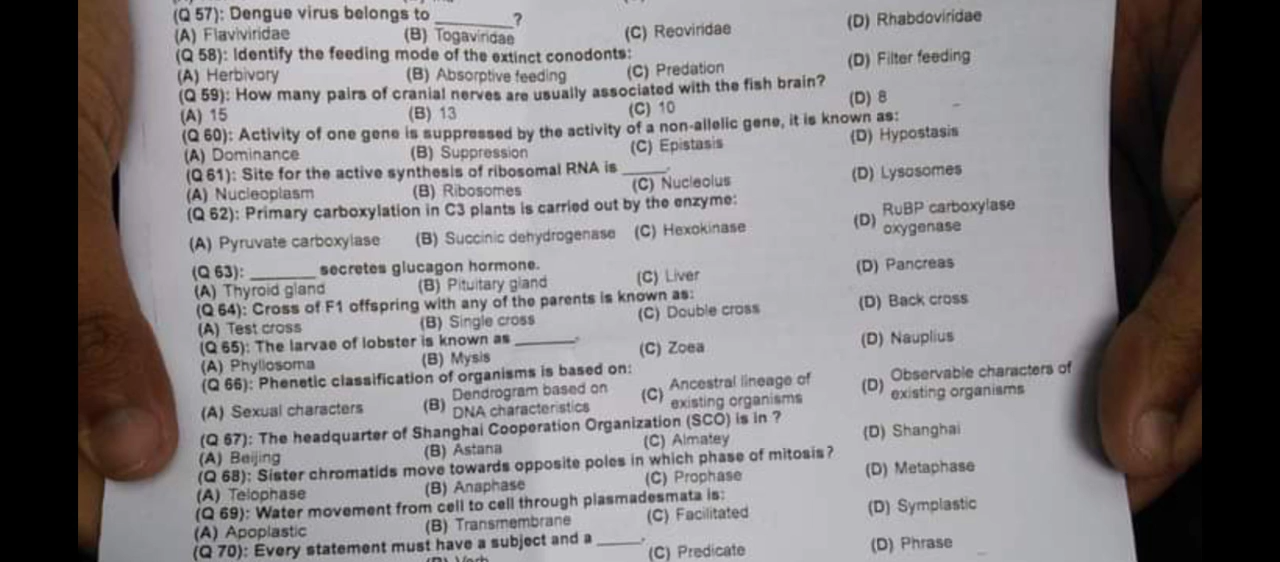 (Q 57): Dengue virus belongs to ________?
(A) Flaviviridae (B) Togaviridae (C) Reoviridae (D) Rhabdoviridae
(Q 58): Identify the feeding mode of the extinct conodonts:
(A) Herbivory (B) Absorptive feeding (C) Predation (D) Filter feeding
(Q 59): How many pairs of cranial nerves are usually associated with the fish brain?
(A) 15 (B) 13 (C) 10 (D) 8
(Q 60): Activity of one gene is suppressed by the activity of a non-allelic gene, it is known as:
(A) Dominance (B) Suppression (C) Epistasis (D) Hypostasis
(Q 61): Site for the active synthesis of ribosomal RNA is _____.
(A) Nucleoplasm (B) Ribosomes (C) Nucleolus (D) Lysosomes
(Q 62): Primary carboxylation in C3 plants is carried out by the enzyme:
(A) Pyruvate carboxylase (B) Succinic dehydrogenase (C) Hexokinase (D) RuBP carboxylase
oxygenase
(Q 63): _______ secretes glucagon hormone.
(A) Thyroid gland (B) Pituitary gland (C) Liver (D) Pancreas
(Q 64): Cross of F1 offspring with any of the parents is known as:
(A) Test cross (B) Single cross (C) Double cross (D) Back cross
(Q 65): The larvae of lobster is known as _______.
(A) Phyllosoma (B) Mysis (C) Zoea (D) Nauplius
(Q 66): Phenetic classification of organisms is based on:
(A) Sexual characters (B) Dendrogram based on
DNA characteristics (C) Ancestral lineage of
existing organisms (D) Observable characters of
existing organisms
(Q 67): The headquarter of Shanghai Cooperation Organization (SCO) is in ?
(A) Beijing (B) Astana (C) Almatey (D) Shanghai
(Q 68): Sister chromatids move towards opposite poles in which phase of mitosis?
(A) Telophase (B) Anaphase (C) Prophase (D) Metaphase
(Q 69): Water movement from cell to cell through plasmadesmata is:
(A) Apoplastic (B) Transmembrane (C) Facilitated (D) Symplastic
(Q 70): Every statement must have a subject and a _____.
(C) Predicate (D) Phrase